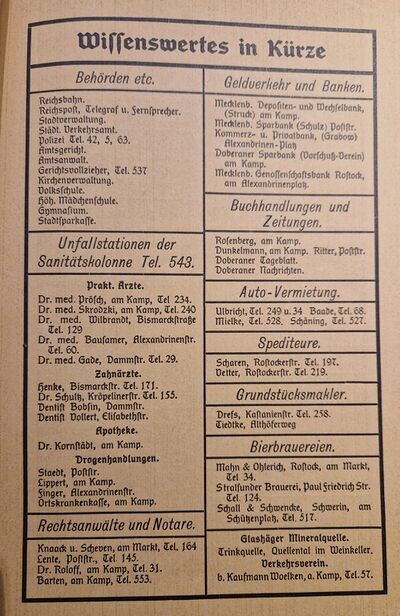 Wissenswertes in Kürze
Behörden etc.
Reichsbahn.
Reichspost, Telegraf u. Fernsprecher.
Stadtverwaltung.
Städt. Verkehrsamt.
Polizei Tel. 42, 5, 63.
Amtsgericht.
Amtsanwalt.
Gerichtsvollzieher, Tel. 537
Kirchenverwaltung.
Volksschule.
Höh. Mädchenschule.
Gymnasium.
Stadtsparkasse.
Unfallstationen der
Sanitätskolonne Tel. 543.
Prakt. Ärzte.
Dr. med. Prösch, am Kamp, Tel 234.
Dr. med. Skrodzki, am Kamp, Tel. 240
Dr. med. Wilbrandt, Bismarckstraße
Tel. 129
Dr. med. Bausamer, Alexandrinenstr.
Tel. 60.
Dr. med. Gade, Dammstr. Tel. 29.
Zahnärzte.
Henke, Bismarckstr. Tel. 171.
Dr. Schultz, Kröpelinerstr. Tel. 155.
Dentist Bobsin, Dammstr.
Dentist Vollert, Elisabethstr.
Apotheke.
Dr. Kornstädt, am Kamp.
Drogenhandlungen.
Staedt, Poststr.
Lippert, am Kamp.
Finger, Alexandrinenstr.
Ortskrankenkasse, am Kamp.
Rechtsanwälte und Notare.
Knaack u. Scheven, am Markt, Tel. 164
Lente, Poststr., Tel. 145.
Dr. Roloff, am Kamp, Tel. 31.
Barten, am Kamp, Tel. 553.
Geldverkehr und Banken.
Mecklenb. Depositen- und Wechselbank,
(Struck) am Kamp.
Mecklenb. Sparbank (Schulz) Poststr.
Kommerz- u. Privatbank, (Grabow)
Alexandrinen-Platz
Doberaner Sparbank (Vorschuß-Verein)
am Kamp.
Mecklenb. Genossenschaftsbank Rostock,
am Alexandrinenplatz.
Buchhandlungen und
Zeitungen.
Rosenberg, am Kamp.
Dunkelmann, am Kamp. Ritter, Poststr.
Doberaner Tageblatt.
Doberaner Nachrichten.
Auto-Vermietung.
Ulbricht, Tel. 249 u. 34 Baade, Tel. 68.
Mielke, Tel. 528, Schäning, Tel. 527.
Spediteure.
Scharen, Rostockerstr. Tel. 197.
Vetter, Rostockerstr. Tel. 219.
Grundstücksmakler.
Drefs, Kastanienstr. Tel. 258.
Tiedtke, Althöferweg
Bierbrauereien.
Mahn & Ohlerich, Rostock, am Markt,
Tel 34.
Stralsunder Brauerei, Paul Friedrich Str.
Tel. 124.
Schall & Schwencke, Schwerin, am
Schützenplatz, Tel. 517.
Glashäger Mineralquelle.
Trinkquelle, Quellental im Weinkeller.
Verkehrsverein.
b. Kaufmann Woelken, a. Kamp, Tel. 57.